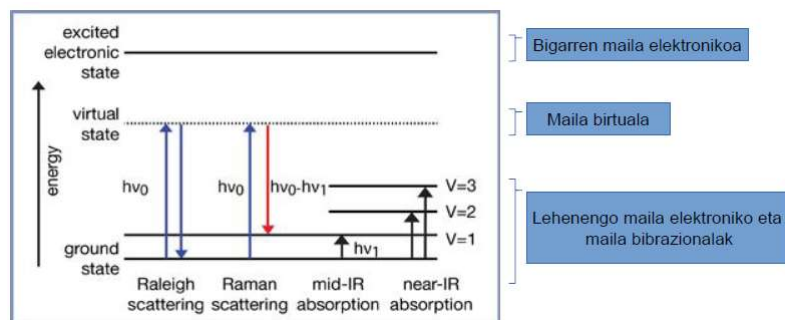 excited
electronic
state
virtual
state
energy
hν0
hν0
hν0-hν1
V=3
V=2
V=1
hν1
ground
state
Raleigh
scattering
Raman
scattering
mid-IR
absorption
near-IR
absorption
Bigarren maila elektronikoa
Maila birtuala
Lehenengo maila elektroniko eta
maila bibrazionalak